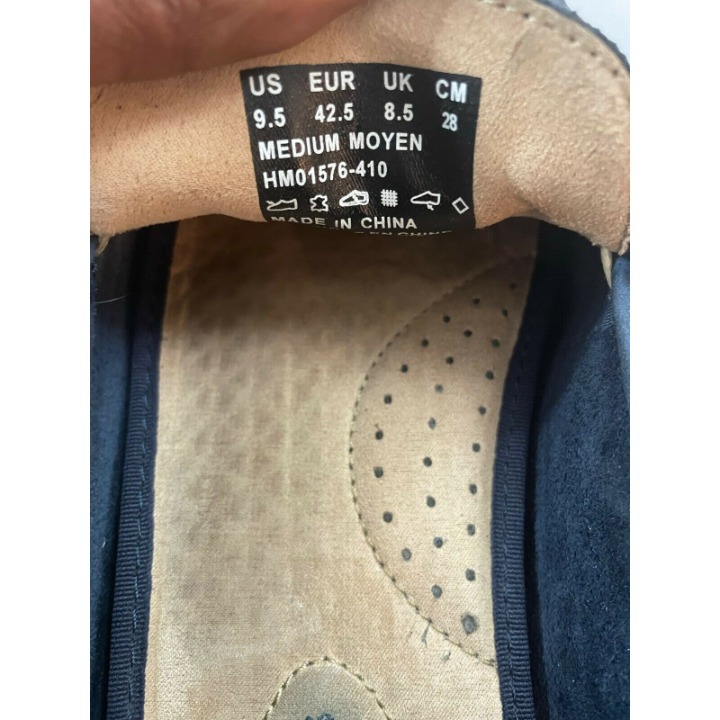 US EUR UK CM
9.5 42.5 8.5 28
MEDIUM MOYEN
HM01576-410
MADE IN CHINA